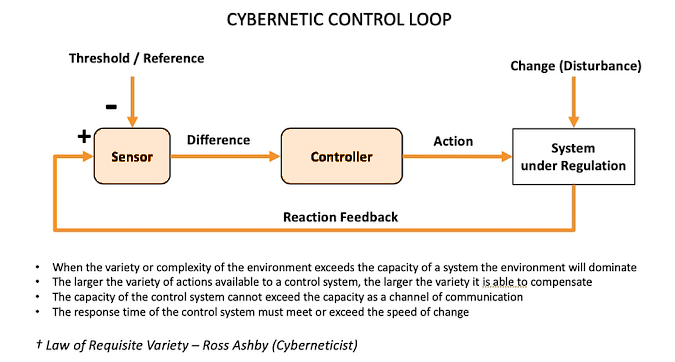 CYBERNETIC CONTROL LOOP
Threshold / Reference
Change (Disturbance)
-
+
Sensor
Difference
Controller
Action
System
under Regulation
Reaction Feedback
• When the variety or complexity of the environment exceeds the capacity of a system the environment will dominate
• The larger the variety of actions available to a control system, the larger the variety it is able to compensate
• The capacity of the control system cannot exceed the capacity as a channel of communication
• The response time of the control system must meet or exceed the speed of change
† Law of Requisite Variety – Ross Ashby (Cyberneticist)